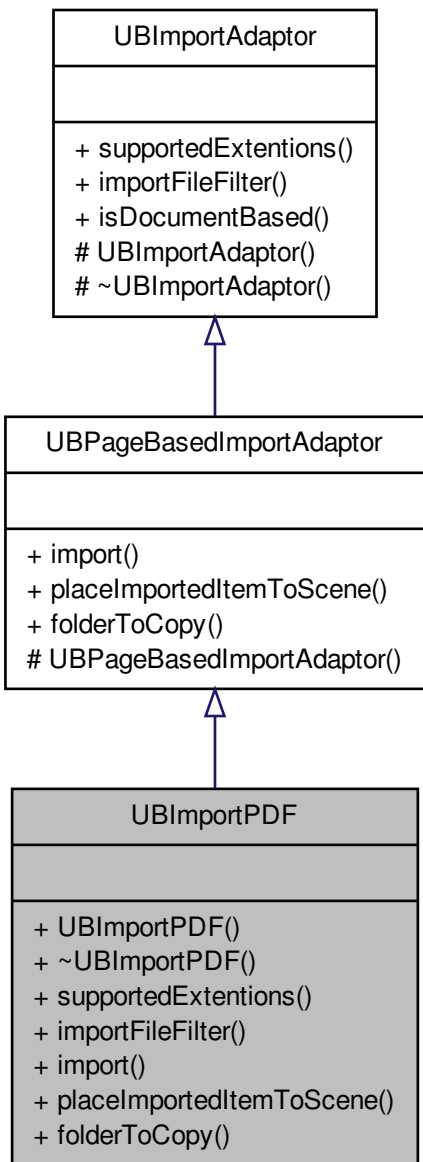 UBImportAdaptor
+ supportedExtentions()
+ importFileFilter()
+ isDocumentBased()
# UBImportAdaptor()
# ~UBImportAdaptor()
UBPageBasedImportAdaptor
+ import()
+ placeImportedItemToScene()
+ folderToCopy()
# UBPageBasedImportAdaptor()
UBImportPDF
+ UBImportPDF()
+ ~UBImportPDF()
+ supportedExtentions()
+ importFileFilter()
+ import()
+ placeImportedItemToScene()
+ folderToCopy()